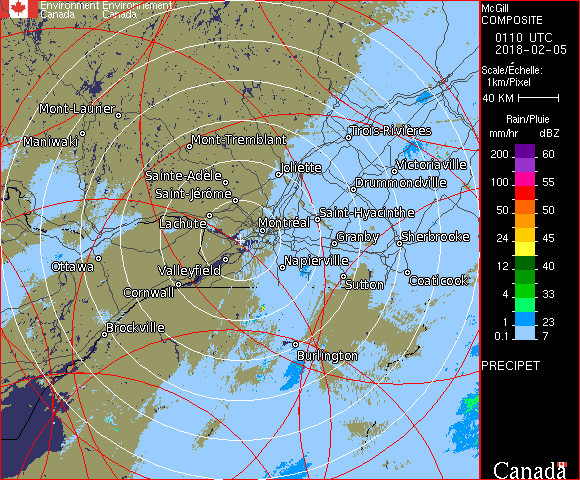 Environment Environnement
Canada Canada
McGill
COMPOSITE
0110 UTC
2018-02-05
Scale/Échelle:
1km/Pixel
40 KM
Rain/Pluie
mm/hr dBZ
200 60
100 55
50 50
24 45
12 40
4 33
1 23
0.1 7
PRECIPET
Canada
Mont-Laurier
Maniwaki
Mont-Tremblant
Trois-Rivières
Sainte-Adèle
Joliette
Victoriaville
Saint-Jérôme
Drummondville
Lachute
Montréal
Saint-Hyacinthe
Granby
Sherbrooke
Ottawa
Valleyfield
Napierville
Cornwall
Sutton
Coaticook
Brockville
Burlington